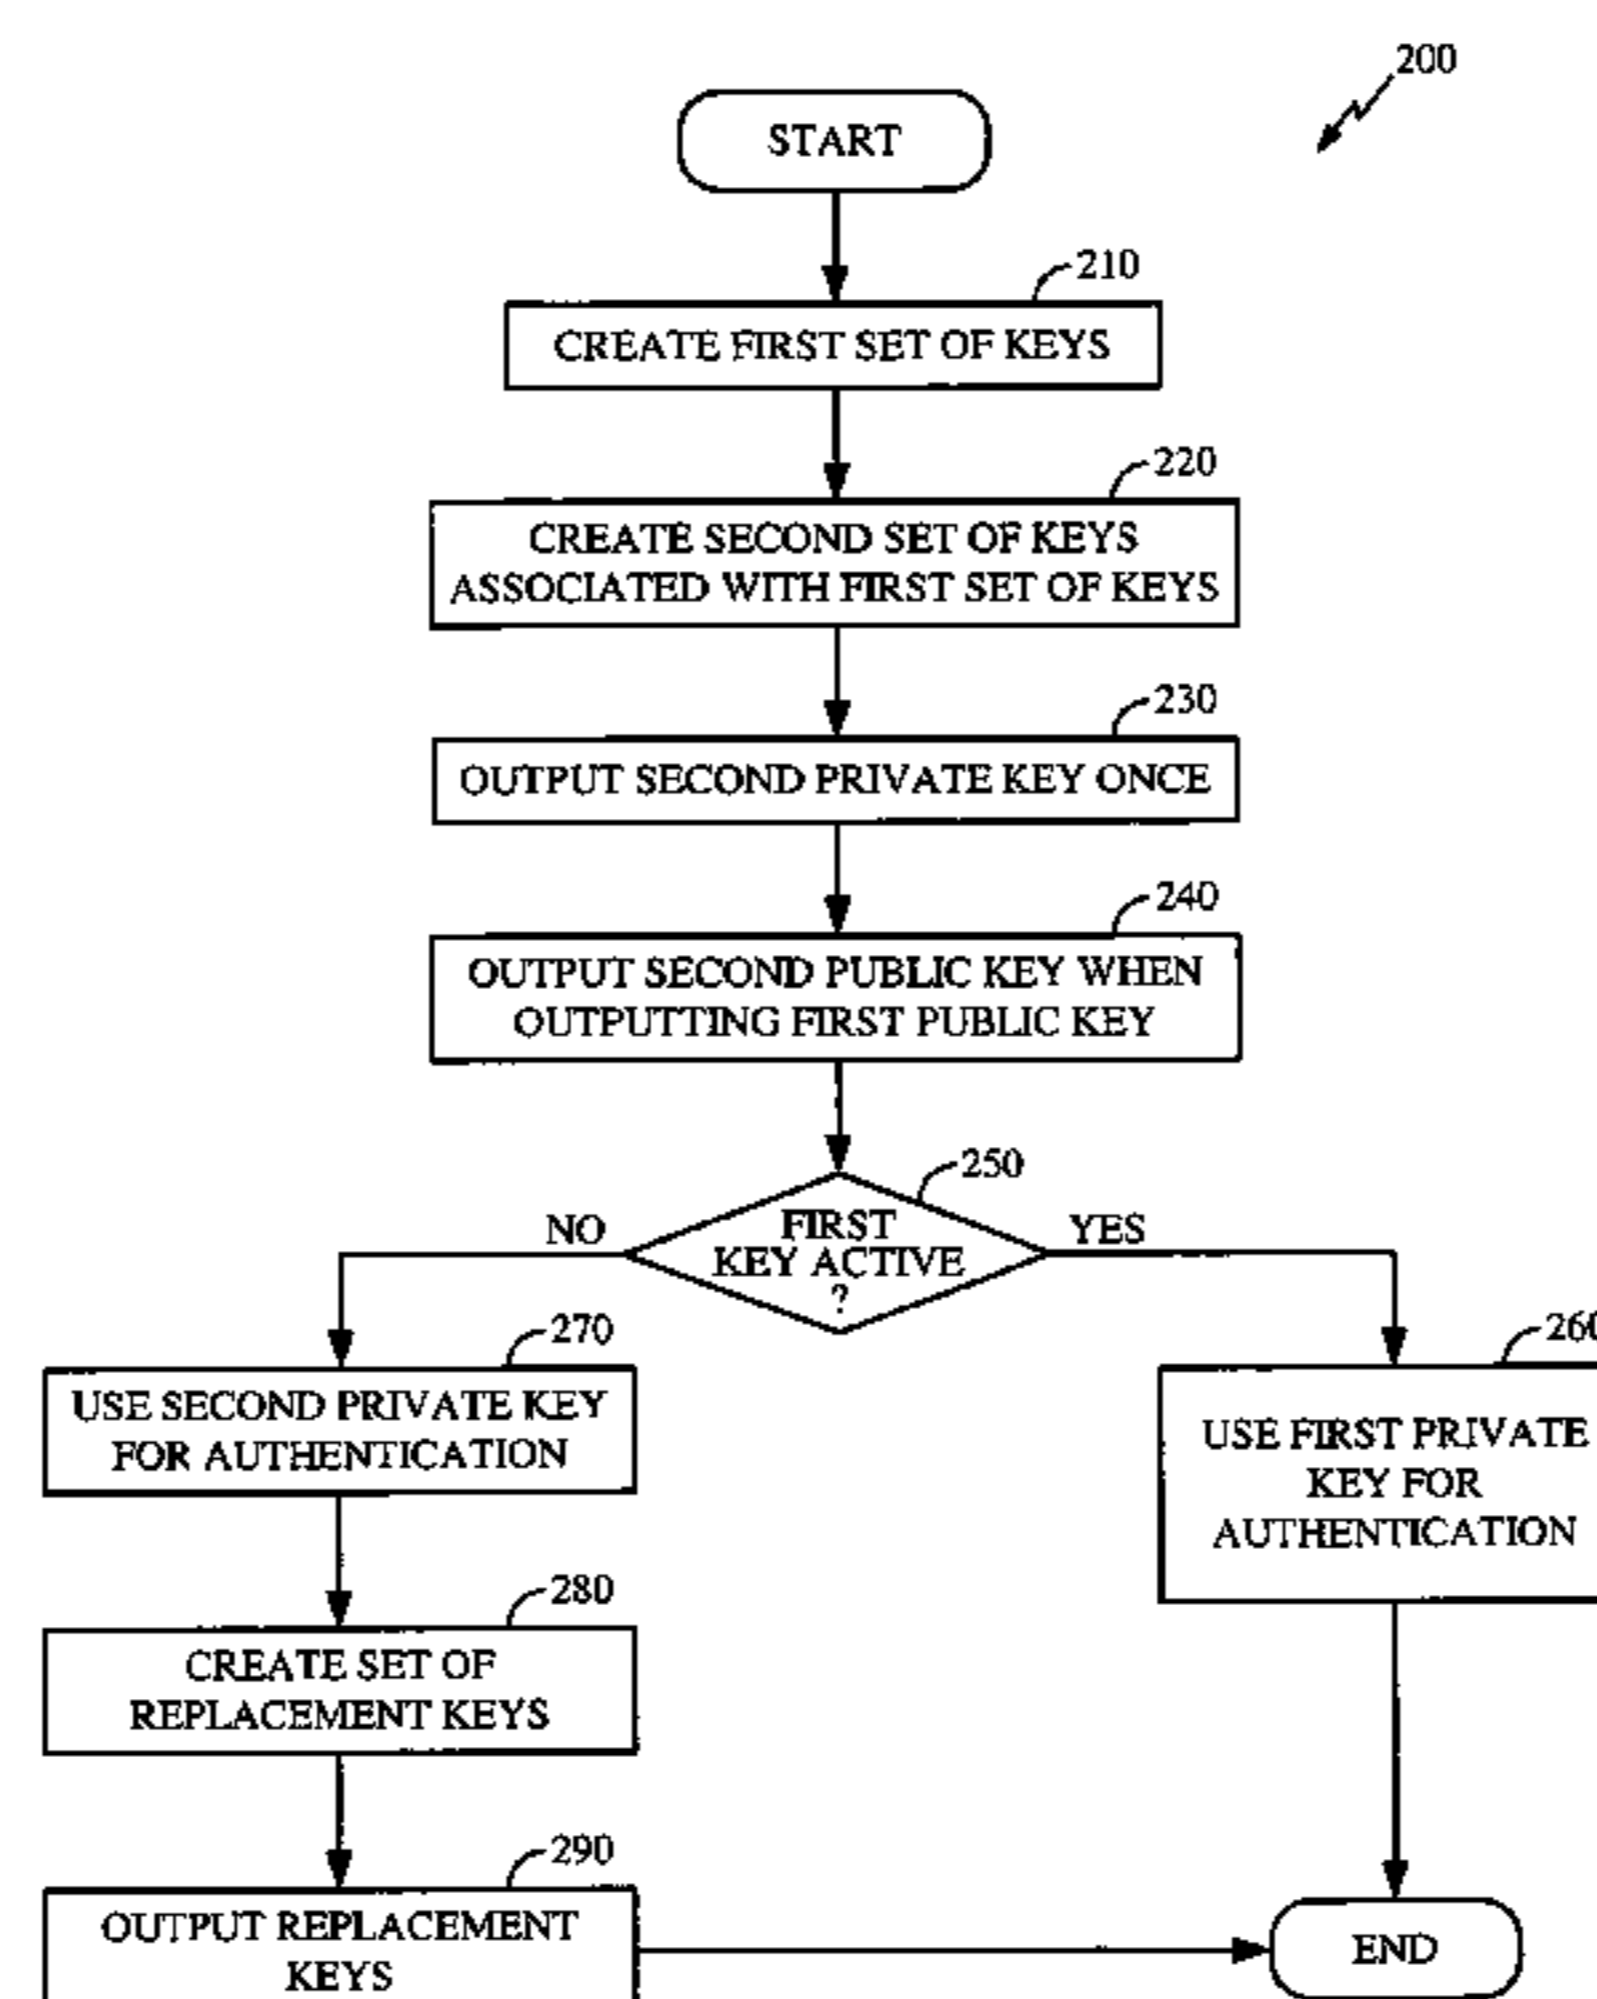 200
START
210
CREATE FIRST SET OF KEYS
220
CREATE SECOND SET OF KEYS
ASSOCIATED WITH FIRST SET OF KEYS
230
OUTPUT SECOND PRIVATE KEY ONCE
240
OUTPUT SECOND PUBLIC KEY WHEN
OUTPUTTING FIRST PUBLIC KEY
250
FIRST
KEY ACTIVE
?
NO
YES
270
USE SECOND PRIVATE KEY
FOR AUTHENTICATION
260
USE FIRST PRIVATE
KEY FOR
AUTHENTICATION
280
CREATE SET OF
REPLACEMENT KEYS
290
OUTPUT REPLACEMENT
KEYS
END